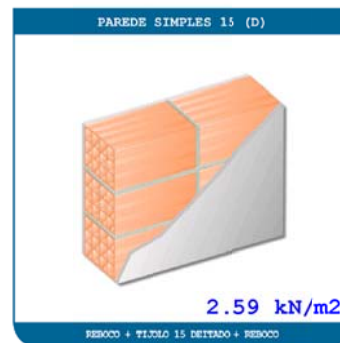 PAREDE SIMPLES 15 (D)
2.59 kN/m2
REBOCO + TIJOLO 15 DEITADO + REBOCO